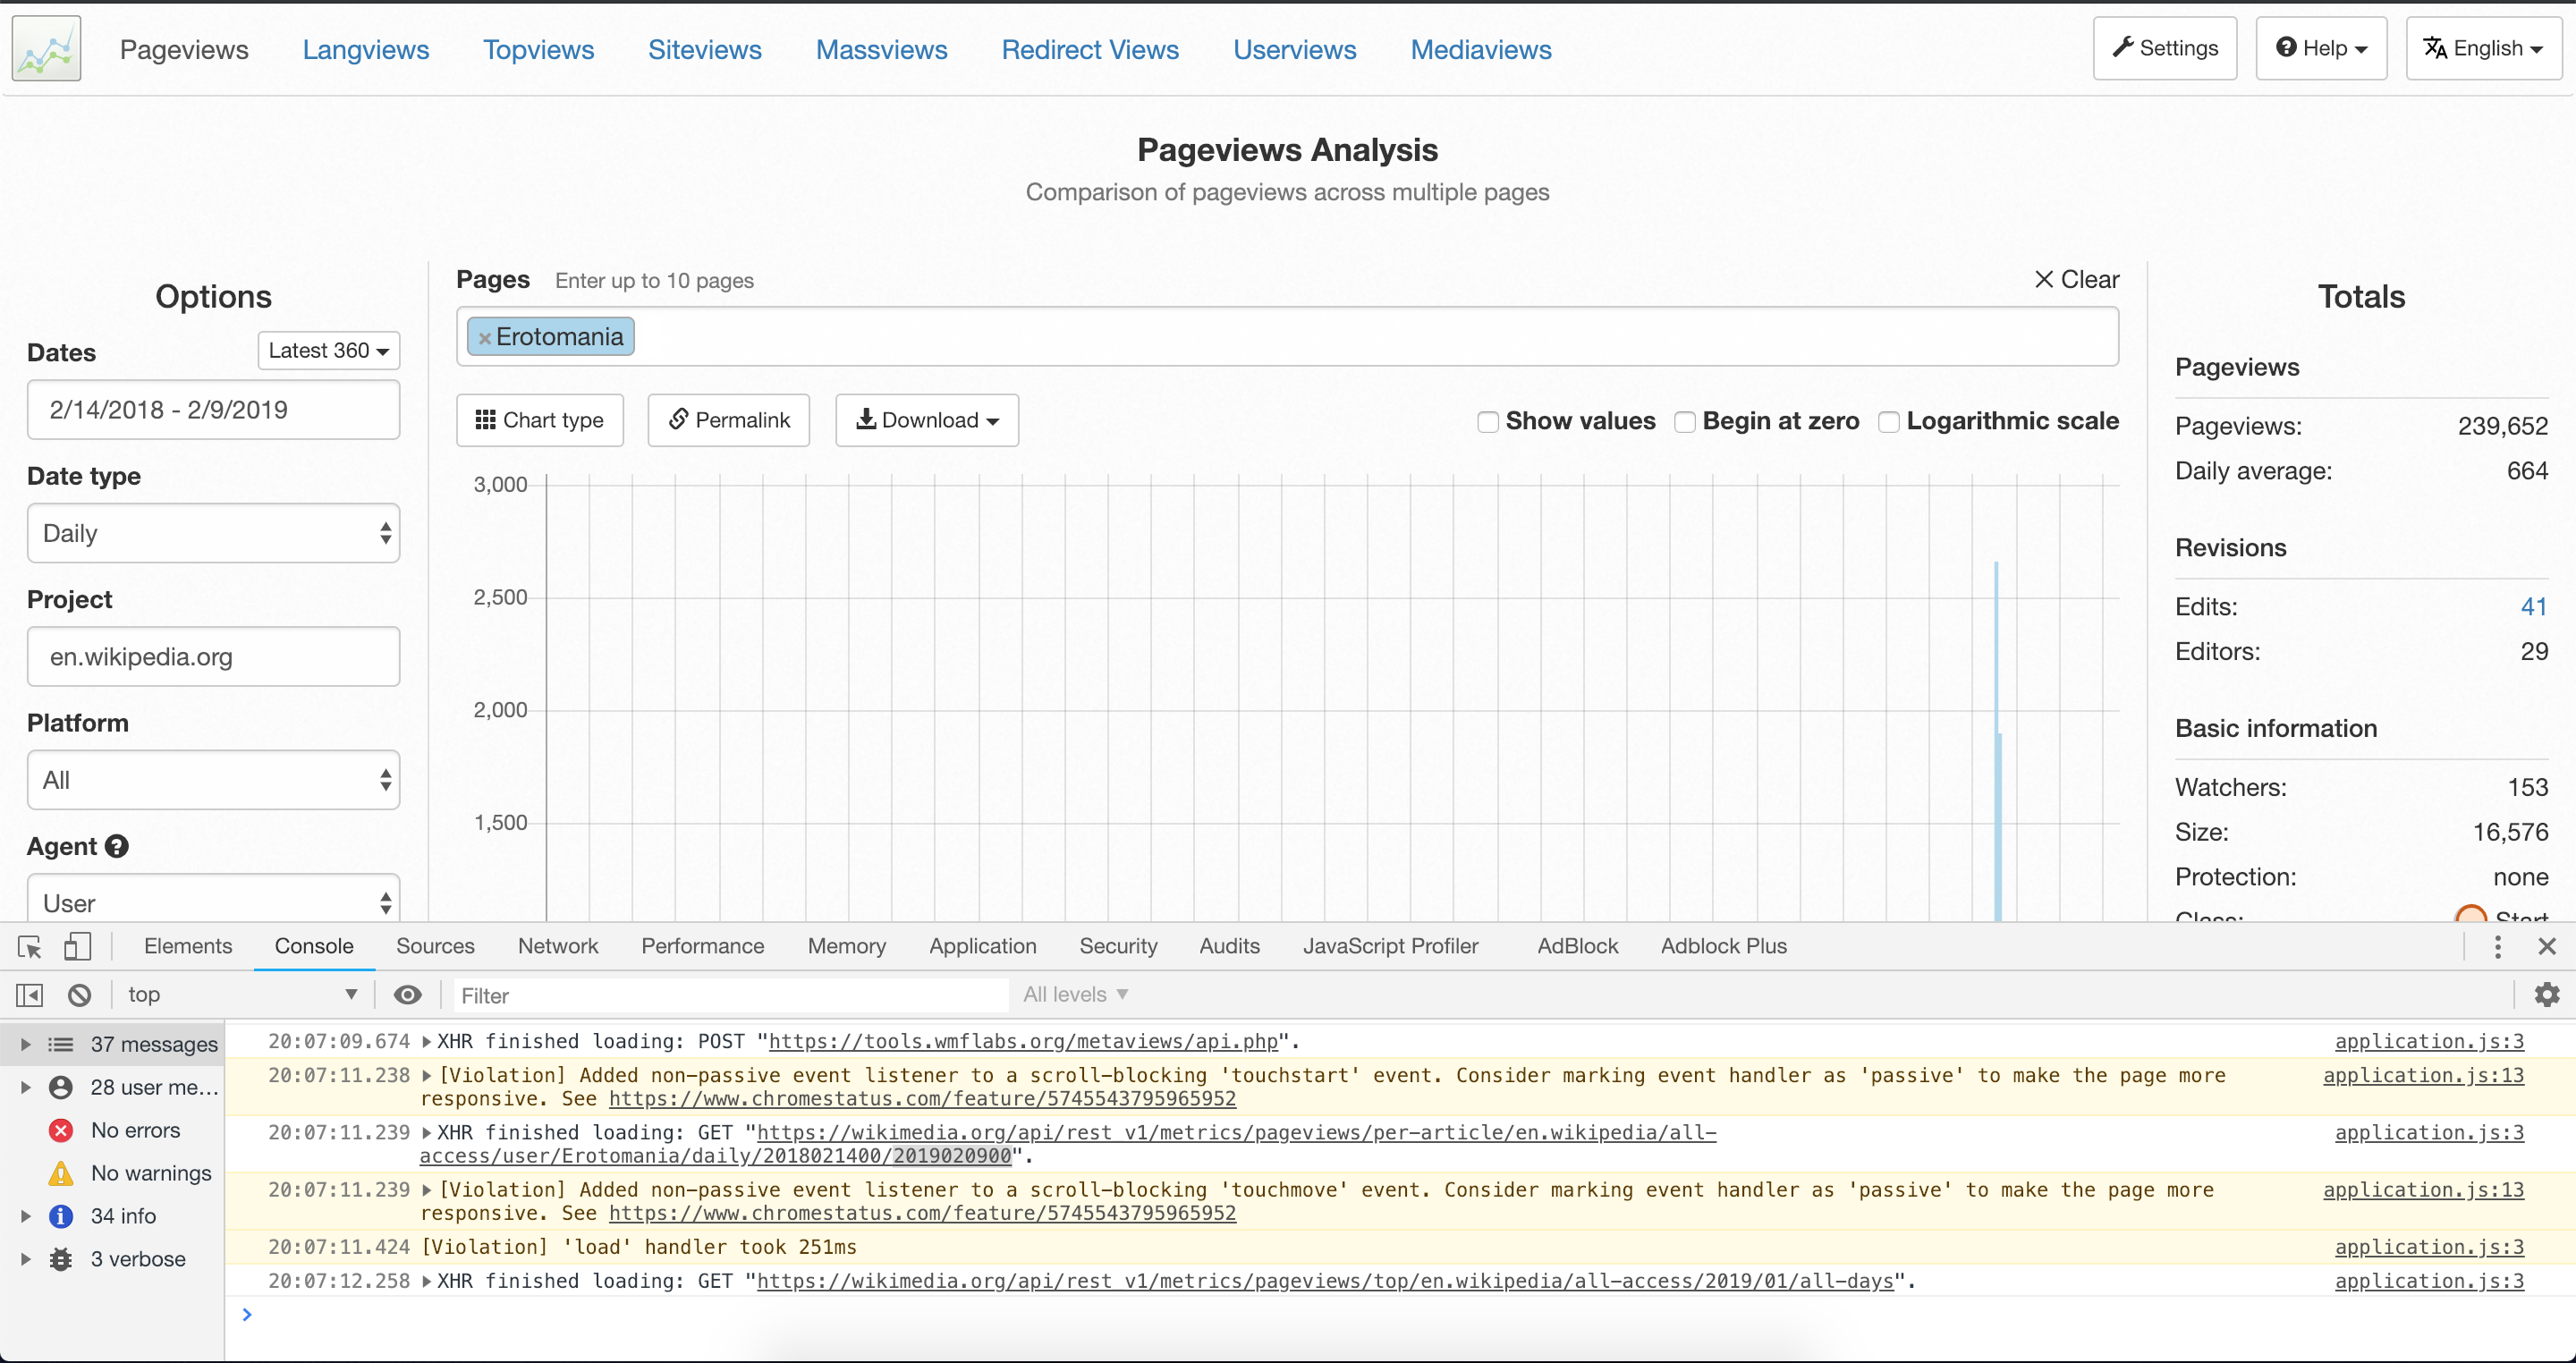 Pageviews Langviews Topviews Siteviews Massviews Redirect Views Userviews Mediaviews Settings Help English
Pageviews Analysis
Comparison of pageviews across multiple pages
Options
Dates Latest 360
2/14/2018 - 2/9/2019
Date type
Daily
Project
en.wikipedia.org
Platform
All
Agent
User
Pages Enter up to 10 pages Clear
Erotomania
Chart type Permalink Download Show values Begin at zero Logarithmic scale
3,000
2,500
2,000
1,500
Totals
Pageviews
Pageviews: 239,652
Daily average: 664
Revisions
Edits: 41
Editors: 29
Basic information
Watchers: 153
Size: 16,576
Protection: none
Class: Start
Elements Console Sources Network Performance Memory Application Security Audits JavaScript Profiler AdBlock Adblock Plus
top Filter All levels
37 messages
28 user me...
No errors
No warnings
34 info
3 verbose
20:07:09.674 XHR finished loading: POST "https://tools.wmflabs.org/metaviews/api.php". application.js:3
20:07:11.238 [Violation] Added non-passive event listener to a scroll-blocking 'touchstart' event. Consider marking event handler as 'passive' to make the page more application.js:13
responsive. See https://www.chromestatus.com/feature/5745543795965952
20:07:11.239 XHR finished loading: GET "https://wikimedia.org/api/rest_v1/metrics/pageviews/per-article/en.wikipedia/all- application.js:3
access/user/Erotomania/daily/2018021400/2019020900".
20:07:11.239 [Violation] Added non-passive event listener to a scroll-blocking 'touchmove' event. Consider marking event handler as 'passive' to make the page more application.js:13
responsive. See https://www.chromestatus.com/feature/5745543795965952
20:07:11.424 [Violation] 'load' handler took 251ms application.js:3
20:07:12.258 XHR finished loading: GET "https://wikimedia.org/api/rest_v1/metrics/pageviews/top/en.wikipedia/all-access/2019/01/all-days". application.js:3